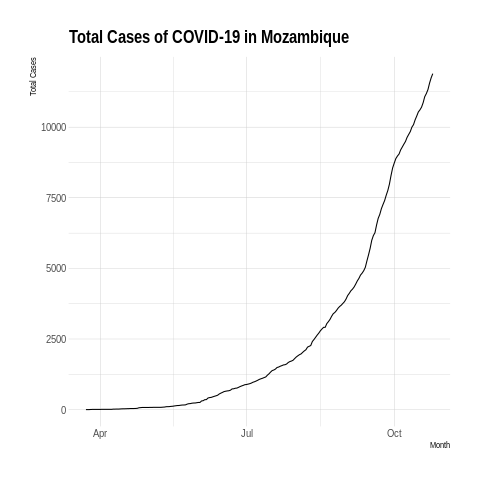 Total Cases of COVID-19 in Mozambique
Total Cases
10000
7500
5000
2500
0
Apr
Jul
Oct
Month